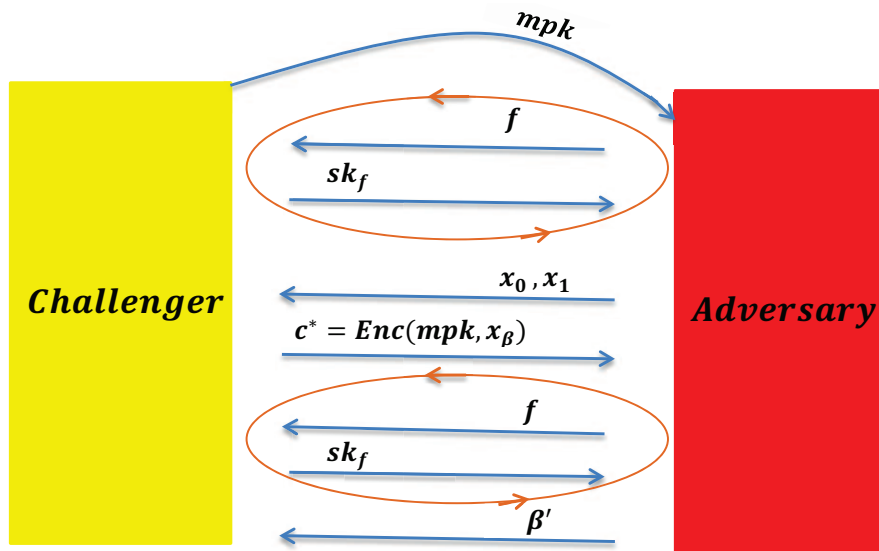 mpk
f
sk_f
x_0, x_1
Challenger
Adversary
c* = Enc(mpk, x_β)
f
sk_f
β'